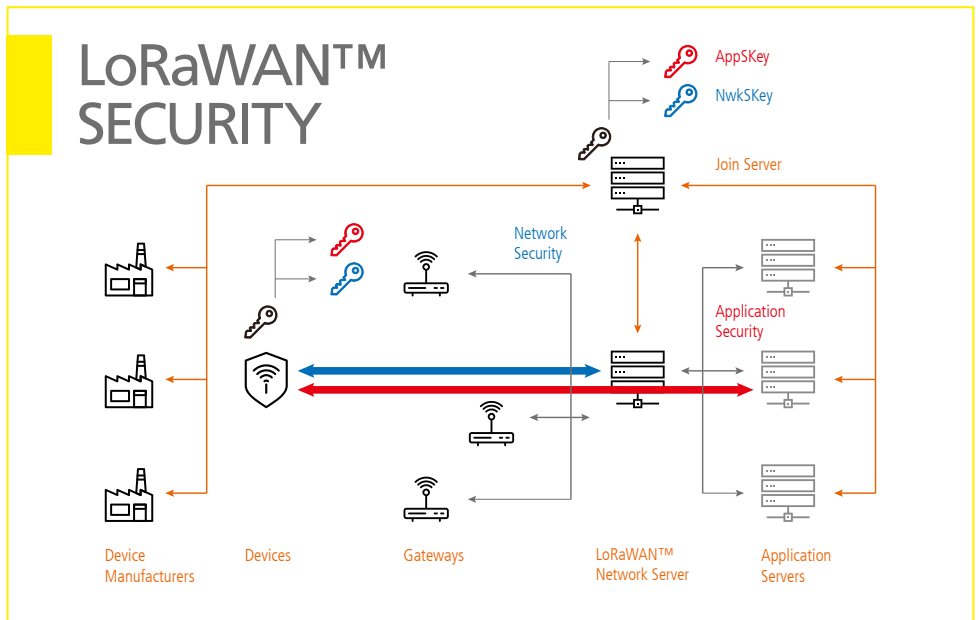 LoRaWAN™
SECURITY
AppSKey
NwkSKey
Join Server
Network
Security
Application
Security
Device
Manufacturers
Devices
Gateways
LoRaWAN™
Network Server
Application
Servers